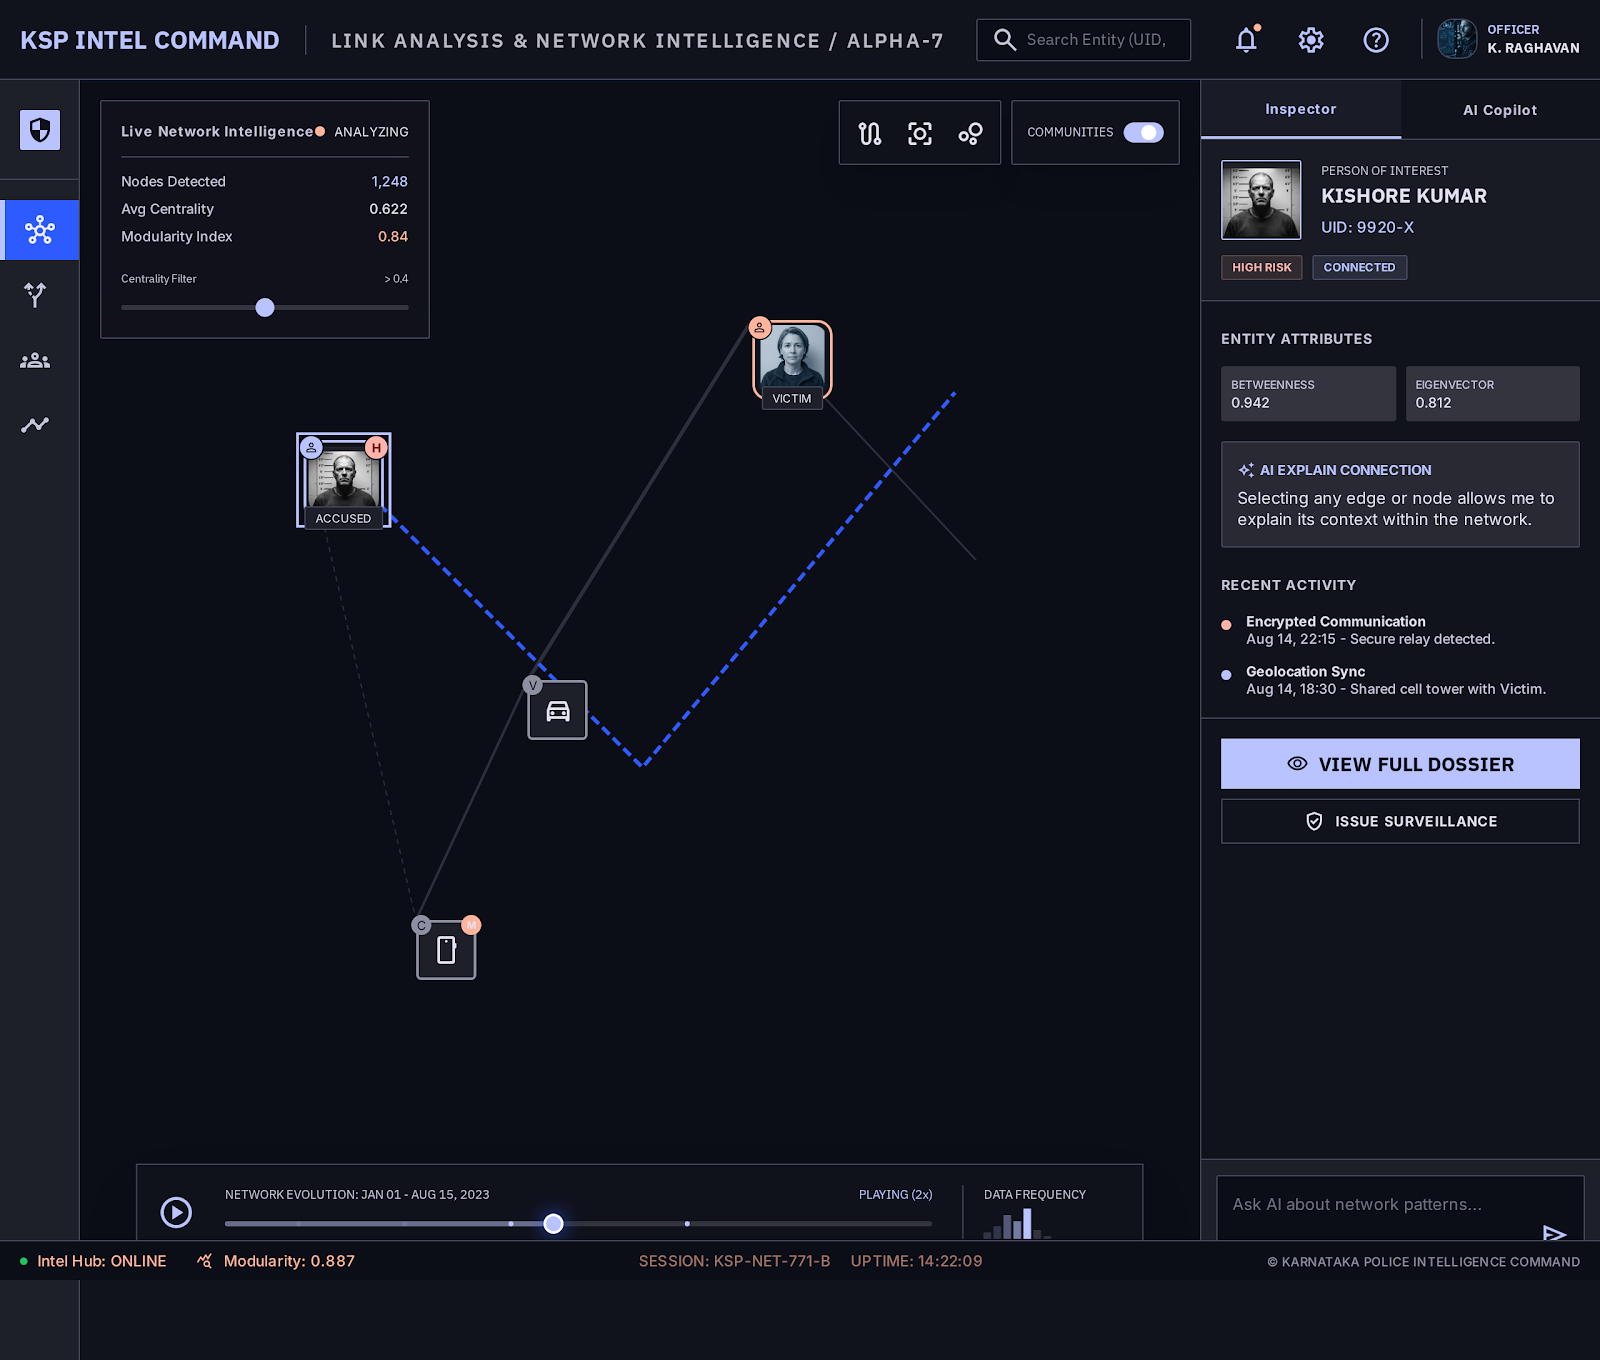 KSP INTEL COMMAND
LINK ANALYSIS & NETWORK INTELLIGENCE / ALPHA-7
Search Entity (UID,
OFFICER
K. RAGHAVAN
Live Network Intelligence
ANALYZING
Nodes Detected 1,248
Avg Centrality 0.622
Modularity Index 0.84
Centrality Filter > 0.4
COMMUNITIES
VICTIM
H
ACCUSED
V
C
M
NETWORK EVOLUTION: JAN 01 - AUG 15, 2023
PLAYING (2x)
DATA FREQUENCY
Inspector
AI Copilot
PERSON OF INTEREST
KISHORE KUMAR
UID: 9920-X
HIGH RISK
CONNECTED
ENTITY ATTRIBUTES
BETWEENNESS
0.942
EIGENVECTOR
0.812
AI EXPLAIN CONNECTION
Selecting any edge or node allows me to
explain its context within the network.
RECENT ACTIVITY
Encrypted Communication
Aug 14, 22:15 - Secure relay detected.
Geolocation Sync
Aug 14, 18:30 - Shared cell tower with Victim.
VIEW FULL DOSSIER
ISSUE SURVEILLANCE
Ask AI about network patterns...
Intel Hub: ONLINE
Modularity: 0.887
SESSION: KSP-NET-771-B
UPTIME: 14:22:09
© KARNATAKA POLICE INTELLIGENCE COMMAND